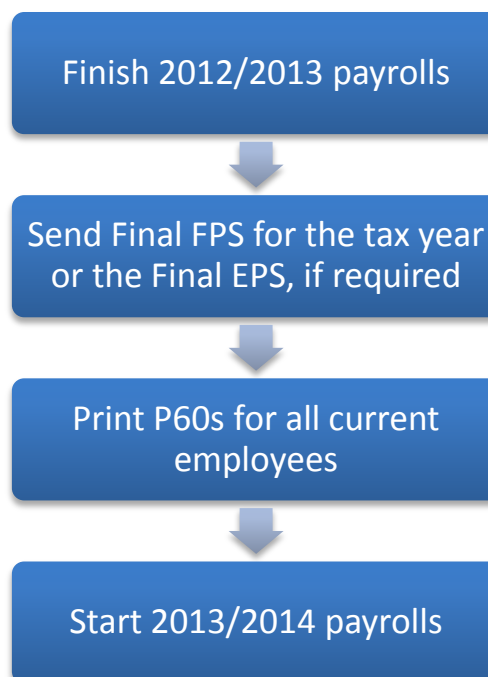 Finish 2012/2013 payrolls
Send Final FPS for the tax year
or the Final EPS, if required
Print P60s for all current
employees
Start 2013/2014 payrolls